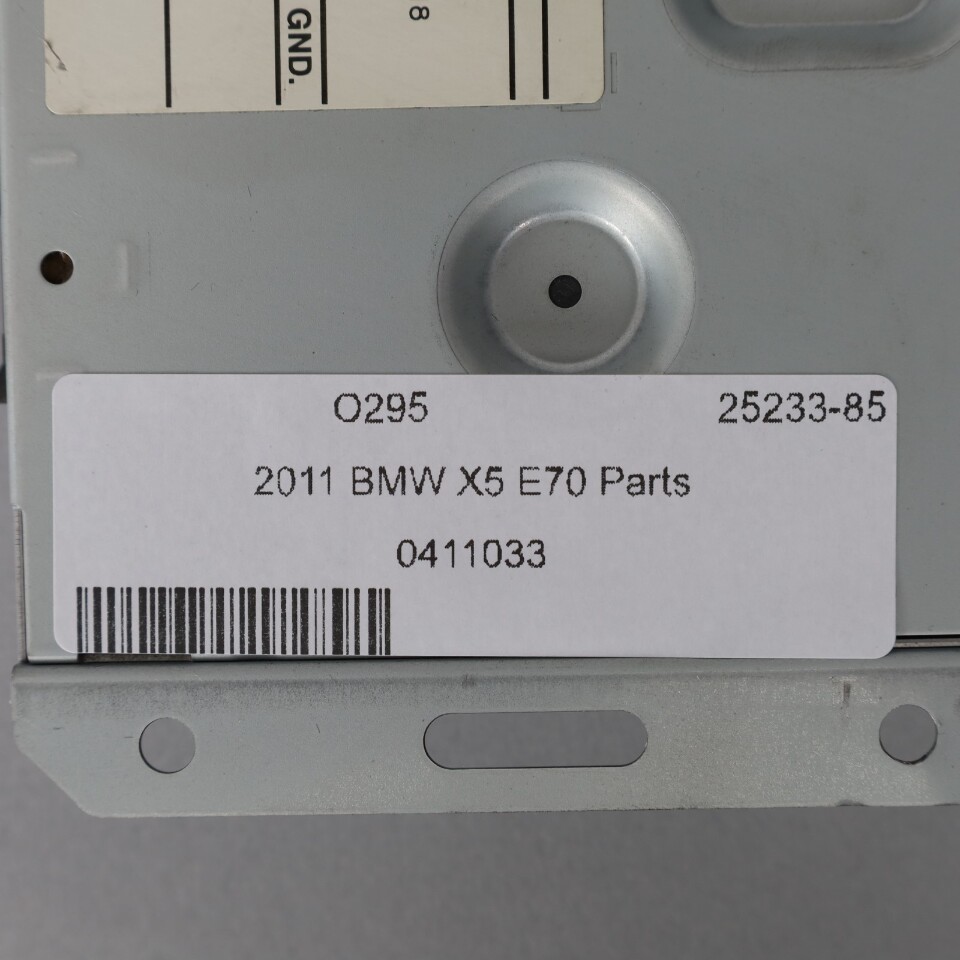 GND.
8
O295 25233-85
2011 BMW X5 E70 Parts
0411033